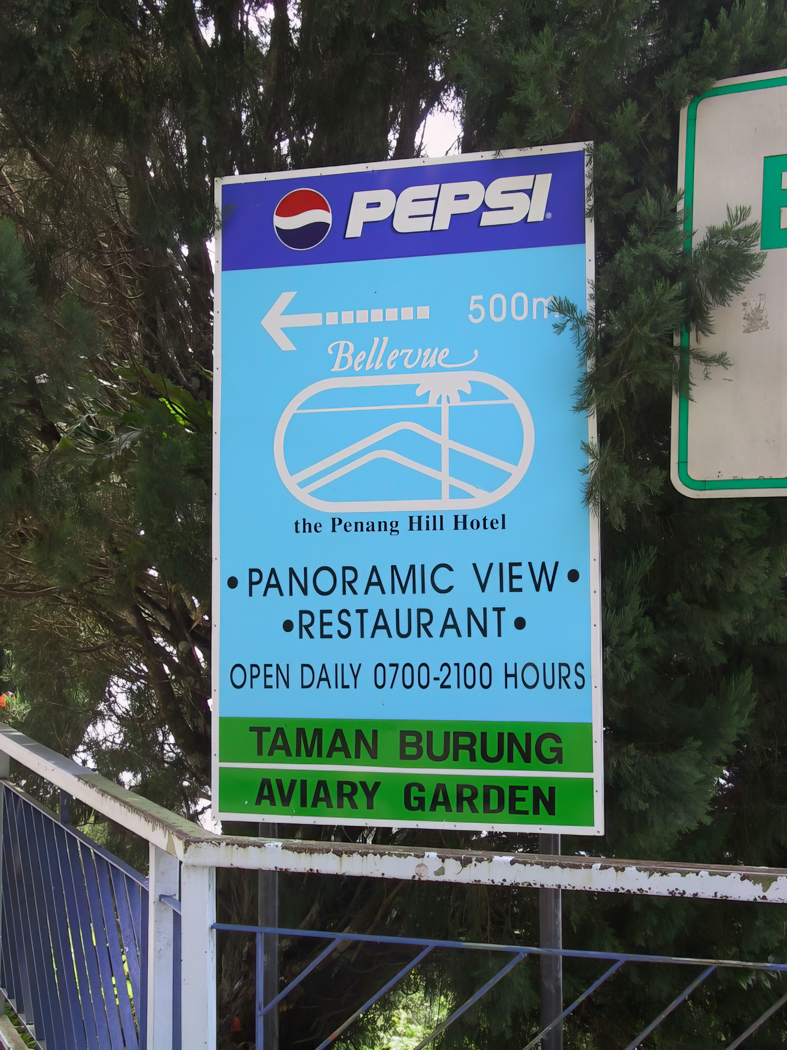 PEPSI
500m
Bellevue
the Penang Hill Hotel
•PANORAMIC VIEW•
•RESTAURANT•
OPEN DAILY 0700-2100 HOURS
TAMAN BURUNG
AVIARY GARDEN